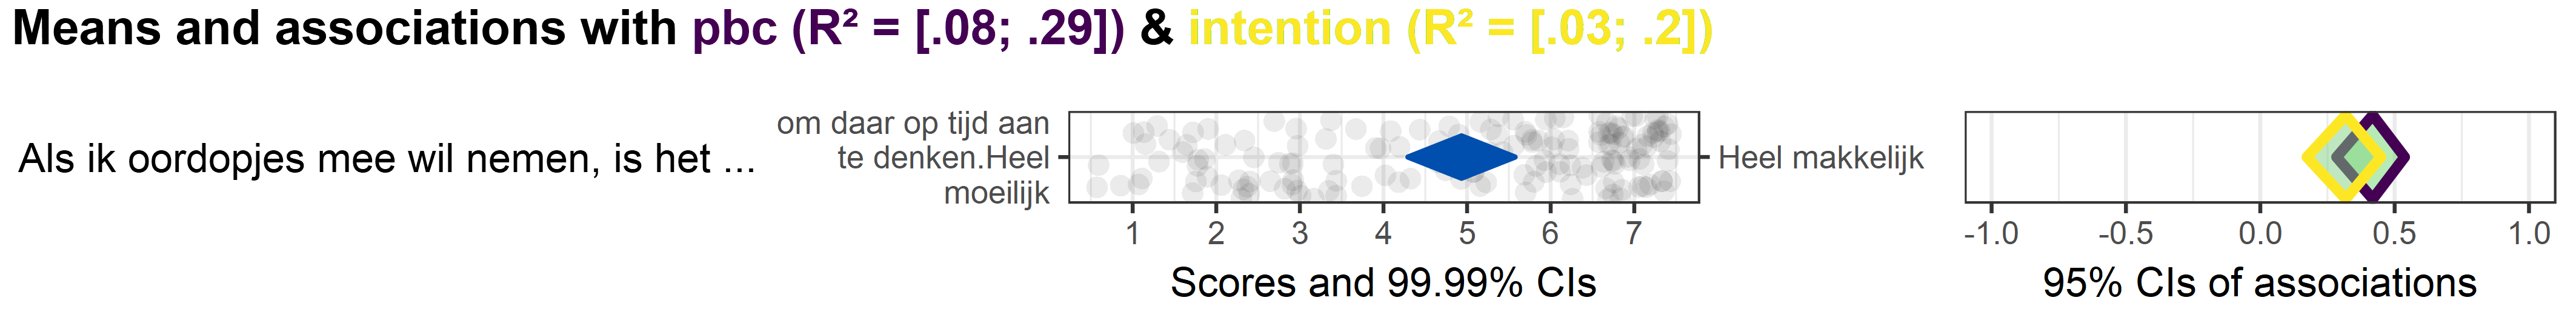 Means and associations with pbc (R² = [.08; .29]) & intention (R² = [.03; .2])
Als ik oordopjes mee wil nemen, is het ...
om daar op tijd aan
te denken.Heel
moeilijk
Heel makkelijk
1 2 3 4 5 6 7
Scores and 99.99% CIs
-1.0 -0.5 0.0 0.5 1.0
95% CIs of associations